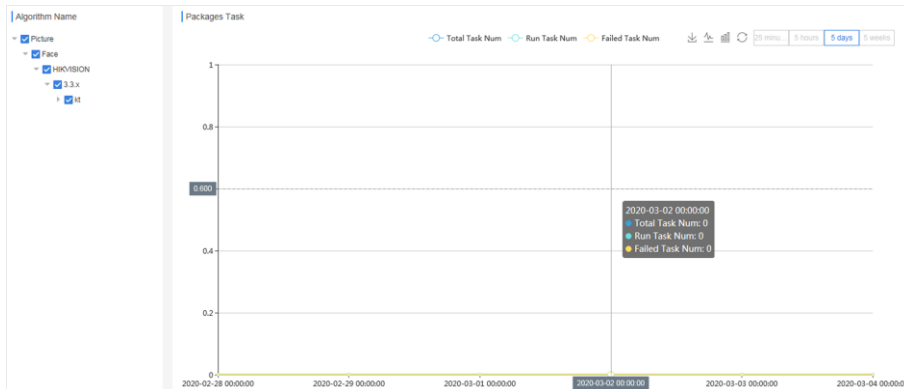 Algorithm Name
Picture
Face
HIKVISION
3.3.x
kt
Packages Task
Total Task Num Run Task Num Failed Task Num
25 minu... 5 hours 5 days 5 weeks
1
0.8
0.600
0.4
0.2
0
2020-03-02 00:00:00
Total Task Num: 0
Run Task Num: 0
Failed Task Num: 0
2020-02-28 00:00:00 2020-02-29 00:00:00 2020-03-01 00:00:00 2020-03-02 00:00:00 2020-03-03 00:00:00 2020-03-04 00:00:00